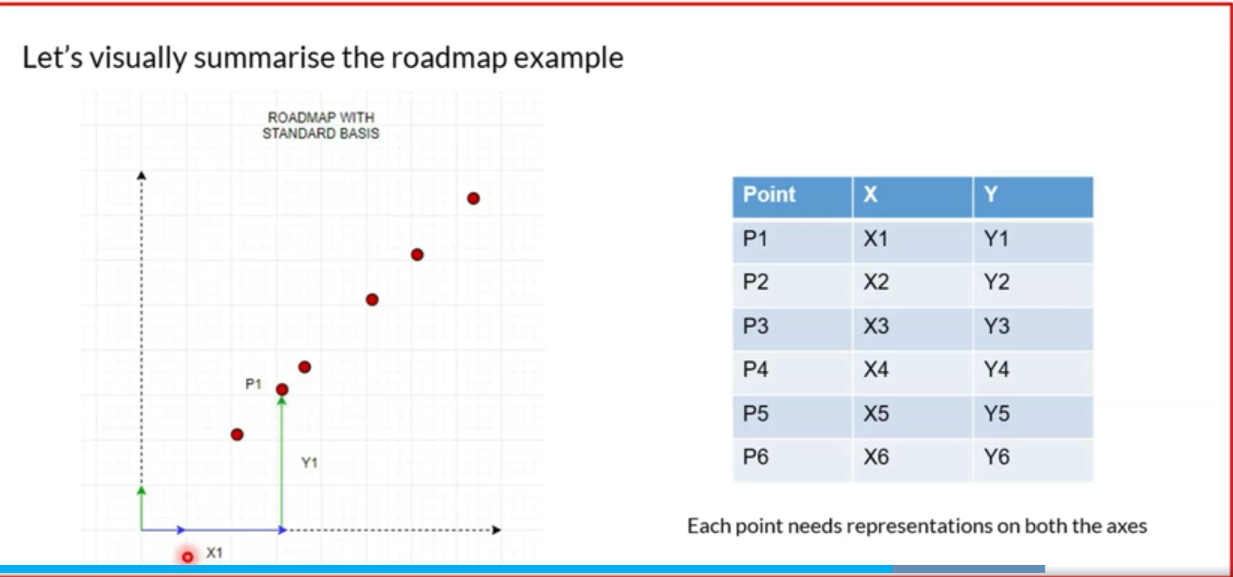 Let's visually summarise the roadmap example
ROADMAP WITH
STANDARD BASIS
P1
Y1
X1
Point X Y
P1 X1 Y1
P2 X2 Y2
P3 X3 Y3
P4 X4 Y4
P5 X5 Y5
P6 X6 Y6
Each point needs representations on both the axes